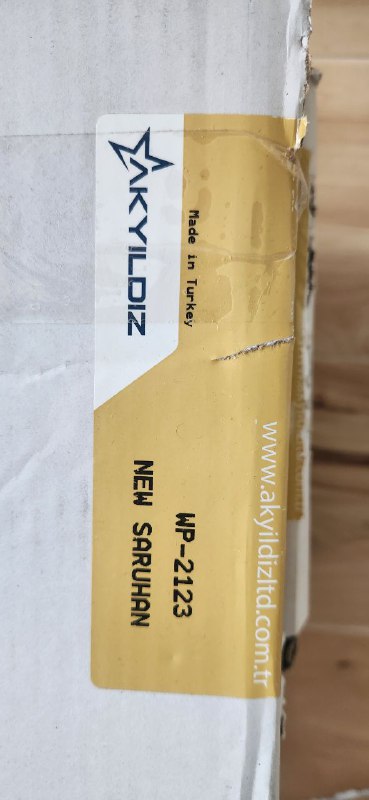 AKYILDIZ
Made in Turkey
WP-2123
NEW SARUHAN
www.akyildizltd.com.tr